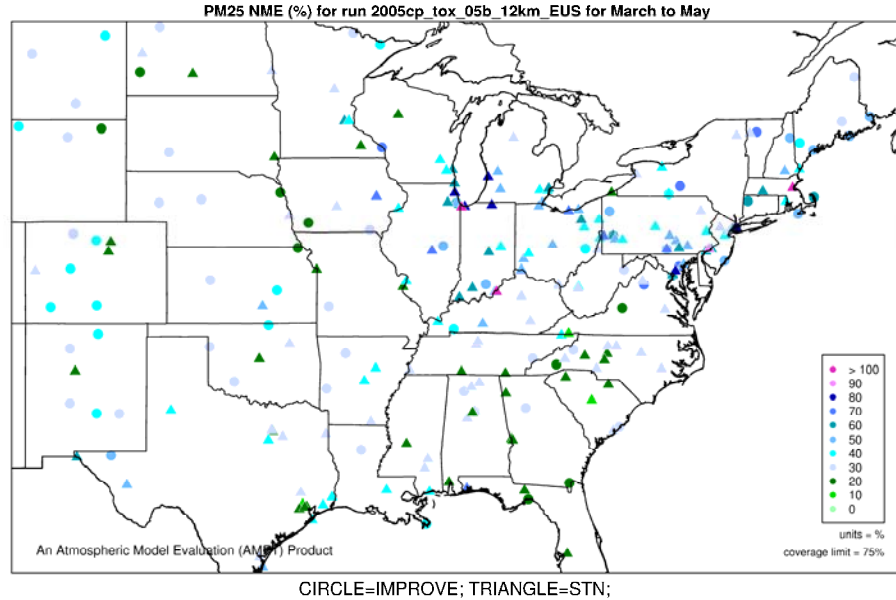 PM25 NME (%) for run 2005cp_tox_05b_12km_EUS for March to May
> 100
90
80
70
60
50
40
30
20
10
0
units = %
coverage limit = 75%
An Atmospheric Model Evaluation (AMET) Product
CIRCLE=IMPROVE; TRIANGLE=STN;